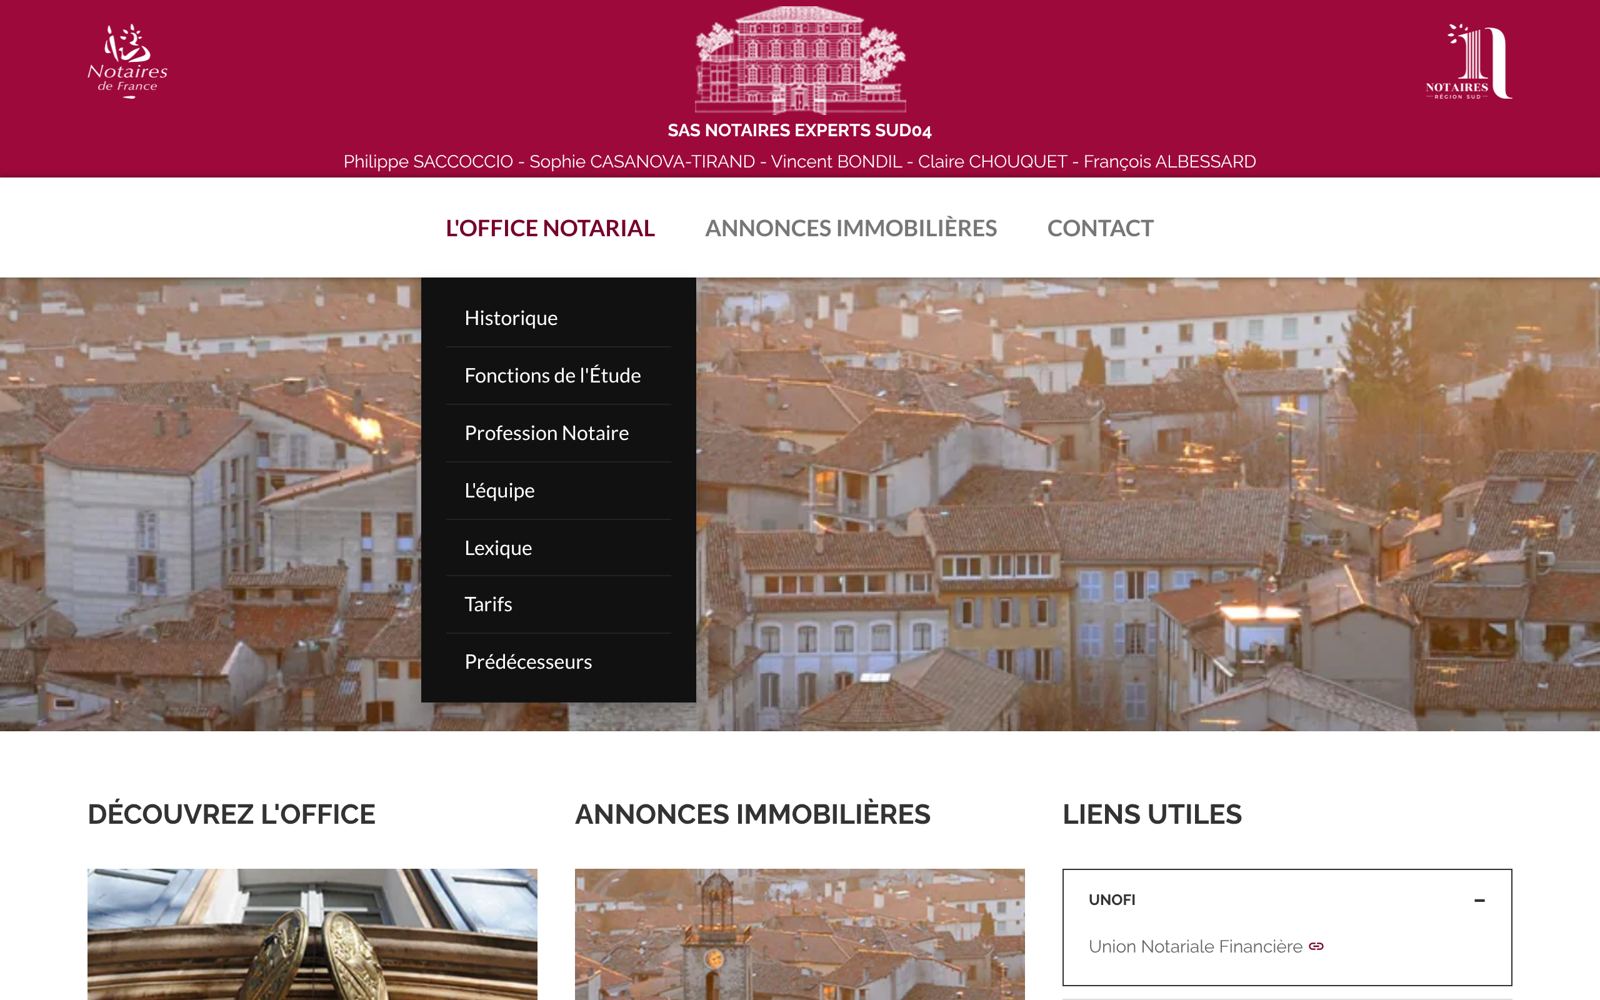 Notaires
de France
SAS NOTAIRES EXPERTS SUD04
Philippe SACCOCCIO - Sophie CASANOVA-TIRAND - Vincent BONDIL - Claire CHOUQUET - François ALBESSARD
NOTAIRES
RÉGION SUD
L'OFFICE NOTARIAL
ANNONCES IMMOBILIÈRES
CONTACT
Historique
Fonctions de l'Étude
Profession Notaire
L'équipe
Lexique
Tarifs
Prédécesseurs
DÉCOUVREZ L'OFFICE
ANNONCES IMMOBILIÈRES
LIENS UTILES
UNOFI
Union Notariale Financière